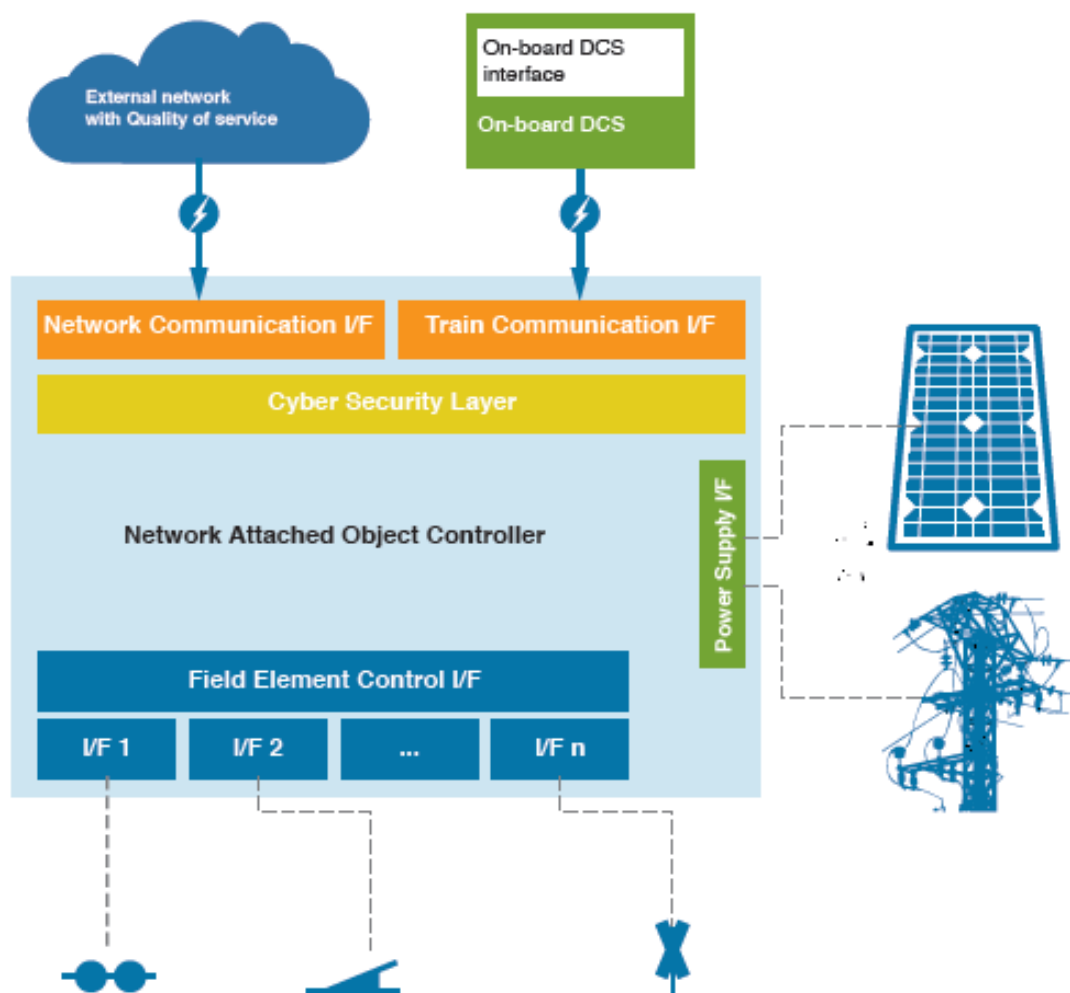 External network
with Quality of service
On-board DCS
interface
On-board DCS
Network Communication I/F
Train Communication I/F
Cyber Security Layer
Power Supply I/F
Network Attached Object Controller
Field Element Control I/F
I/F 1
I/F 2
...
I/F n